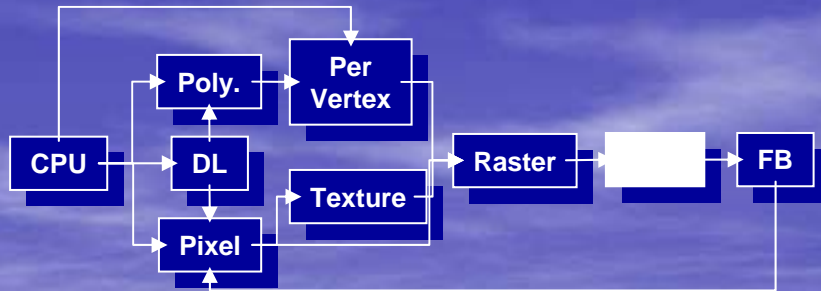 Poly.
Per
Vertex
CPU
DL
Raster
FB
Texture
Pixel